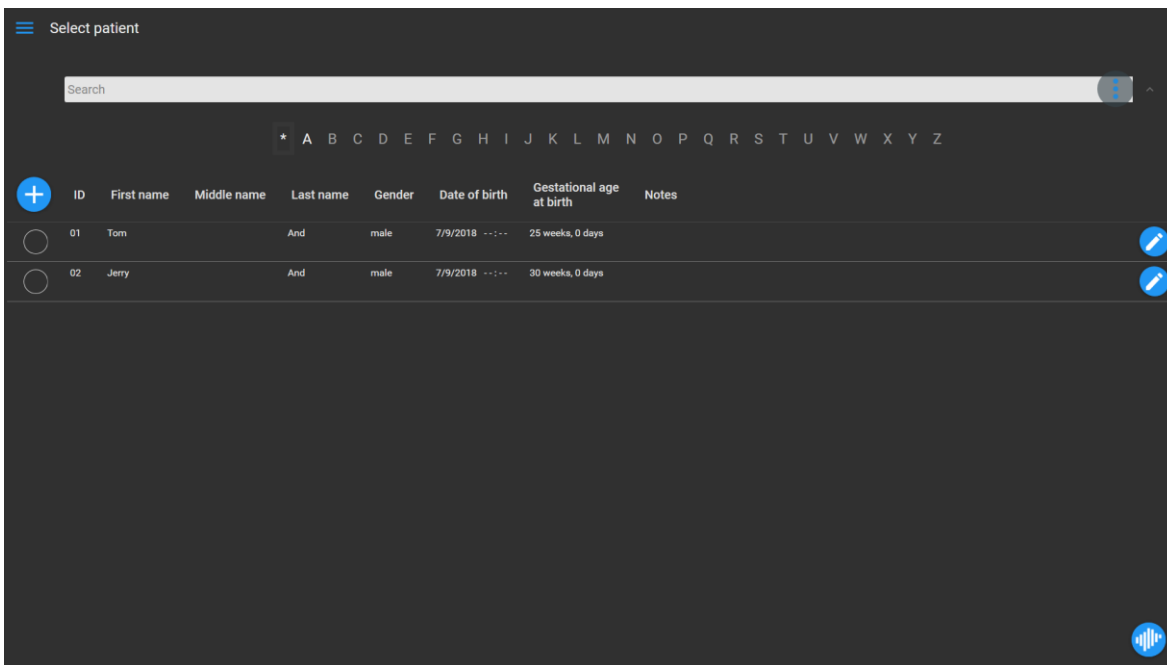 Select patient
Search
* A B C D E F G H I J K L M N O P Q R S T U V W X Y Z
ID First name Middle name Last name Gender Date of birth Gestational age at birth Notes
01 Tom And male 7/9/2018 --:-- 25 weeks, 0 days
02 Jerry And male 7/9/2018 --:-- 30 weeks, 0 days